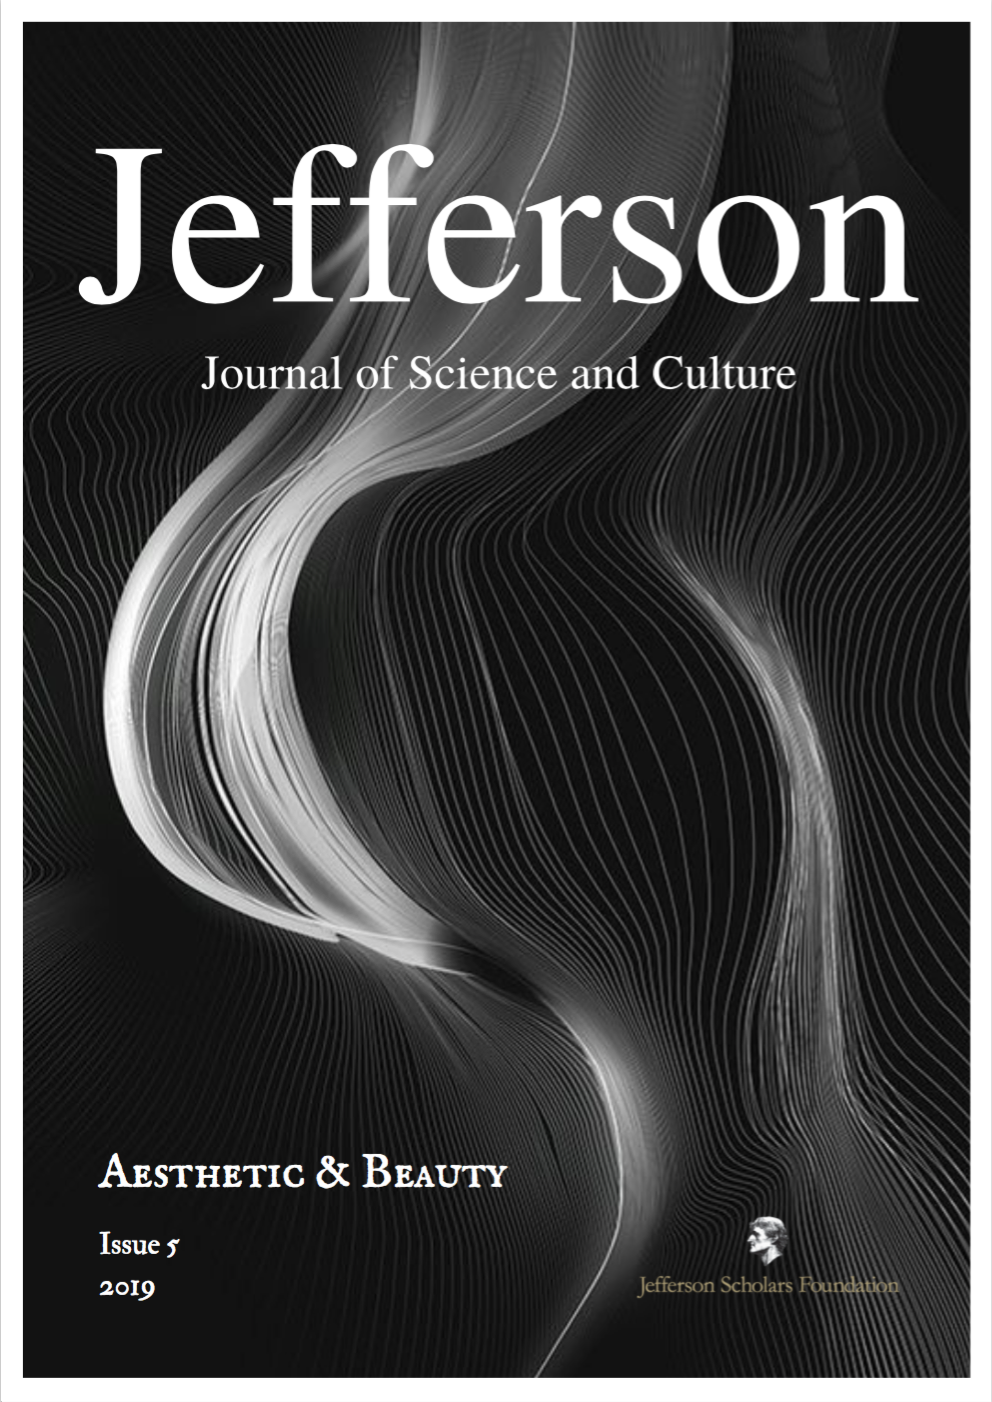 Jefferson
Journal of Science and Culture
Aesthetic & Beauty
Issue 5
2019
Jefferson Scholars Foundation